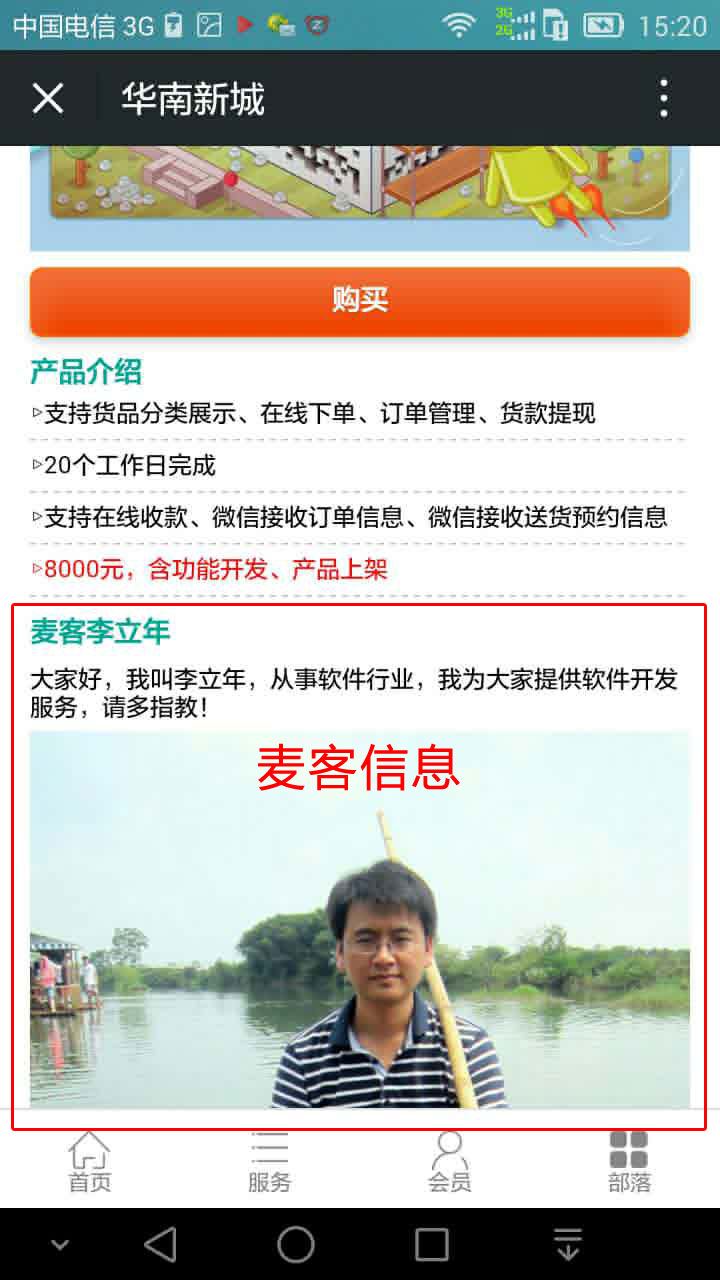 中国电信 3G
3G
2G
15:20
华南新城
购买
产品介绍
支持货品分类展示、在线下单、订单管理、货款提现
20个工作日完成
支持在线收款、微信接收订单信息、微信接收送货预约信息
8000元，含功能开发、产品上架
麦客李立年
大家好，我叫李立年，从事软件行业，我为大家提供软件开发
服务，请多指教！
麦客信息
首页
服务
会员
部落